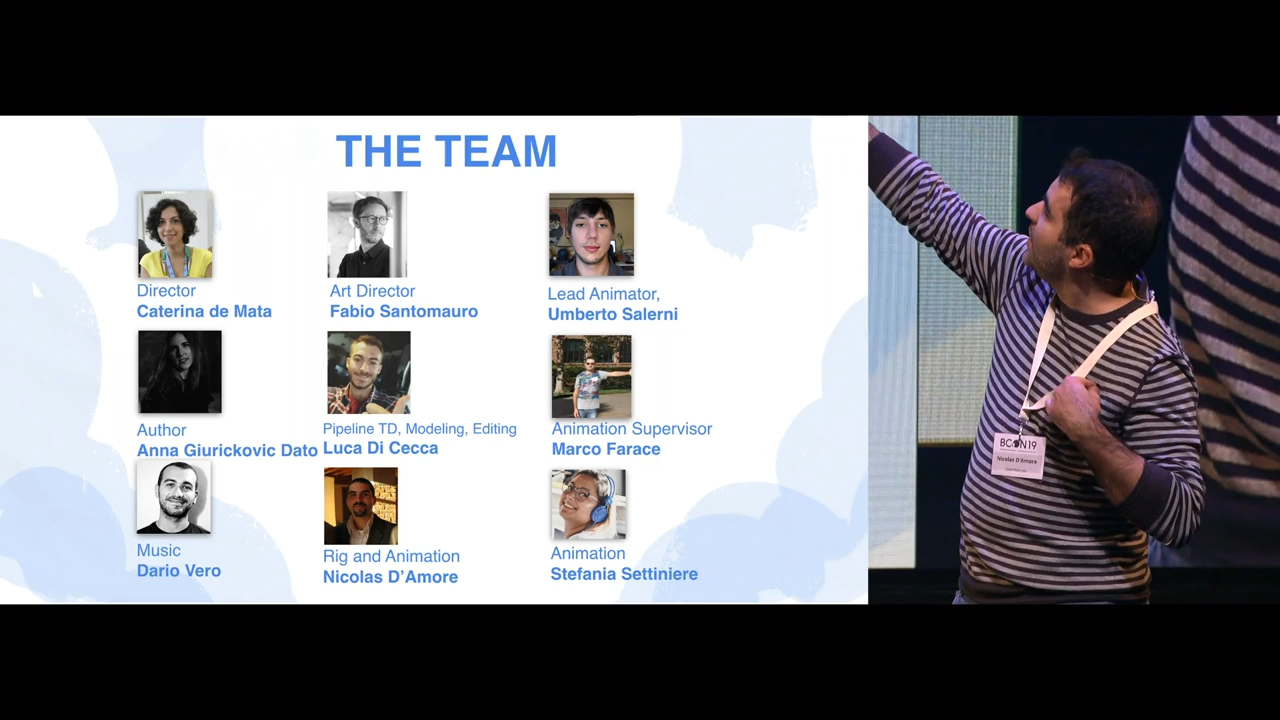 THE TEAM
Director
Caterina de Mata
Art Director
Fabio Santomauro
Lead Animator,
Umberto Salerni
Author
Anna Giurickovic Dato
Pipeline TD, Modeling, Editing
Luca Di Cecca
Animation Supervisor
Marco Farace
Music
Dario Vero
Rig and Animation
Nicolas D'Amore
Animation
Stefania Settiniere
BCON19
Nicolas D'Amore